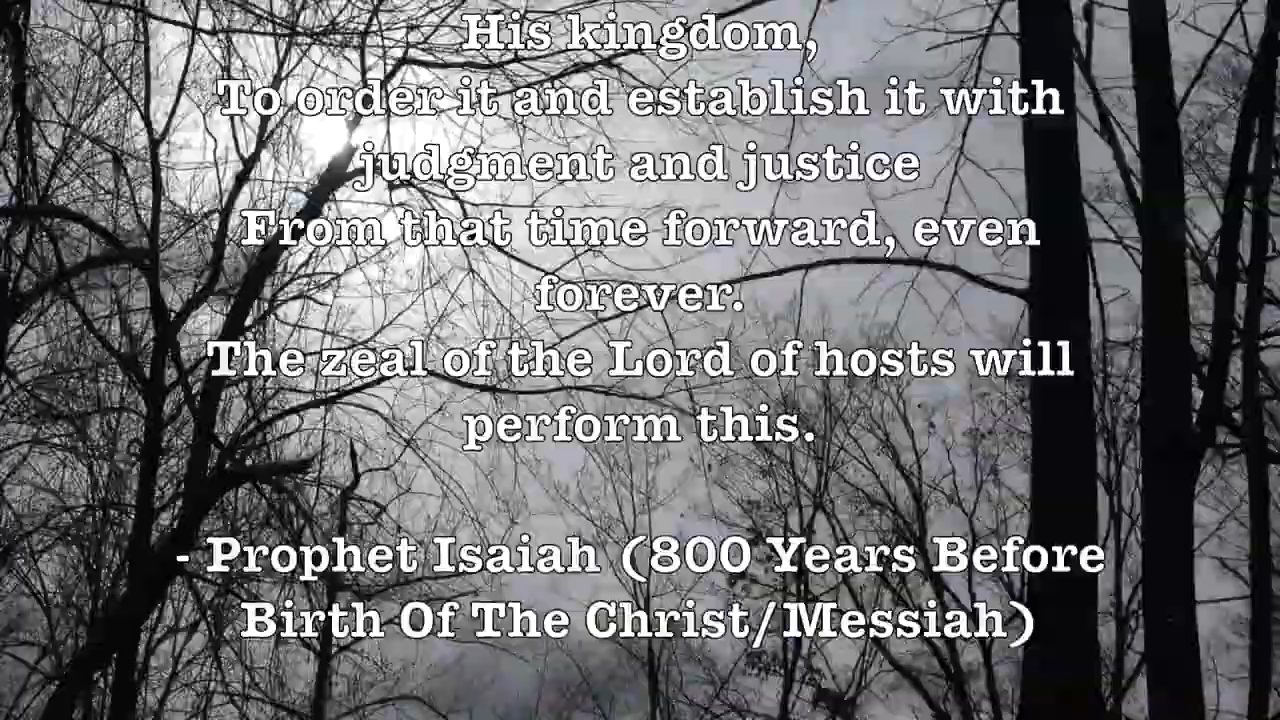 His kingdom,
To order it and establish it with
judgment and justice
From that time forward, even
forever.
The zeal of the Lord of hosts will
perform this.
- Prophet Isaiah (800 Years Before
Birth Of The Christ/Messiah)